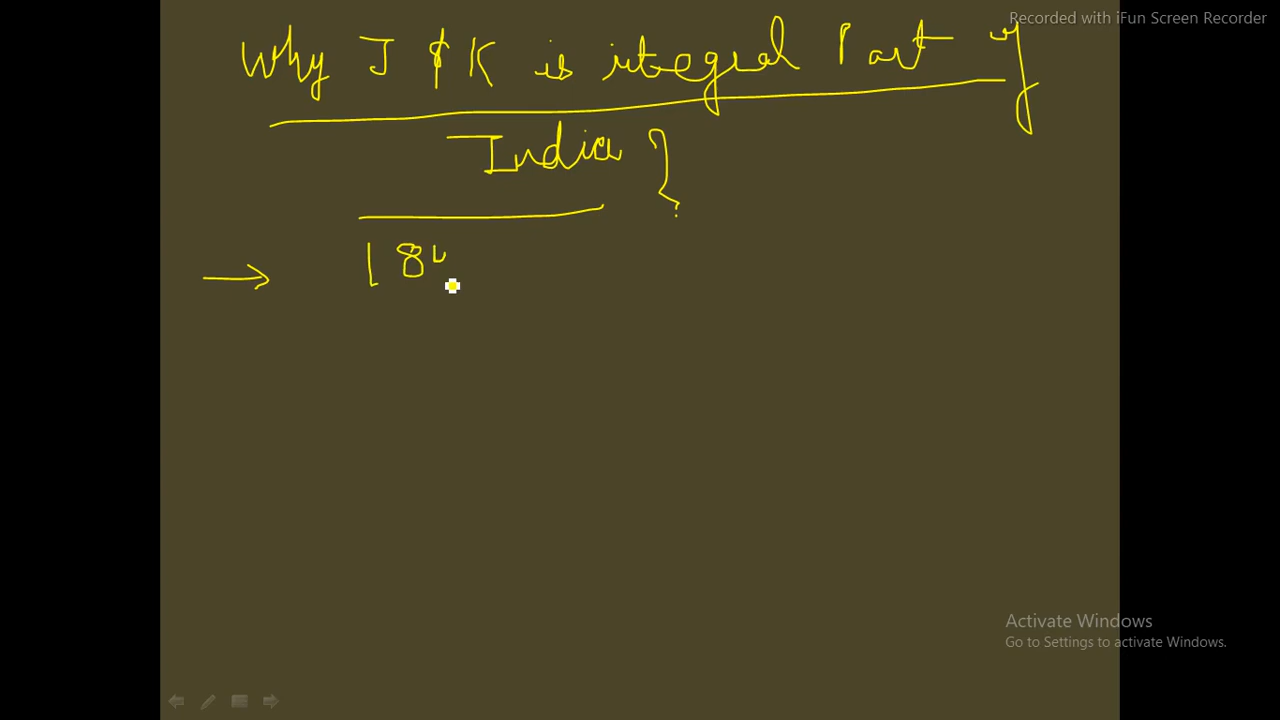 Recorded with iFun Screen Recorder
Why J & K is integral Part of
India ?
→ 184
Activate Windows
Go to Settings to activate Windows.